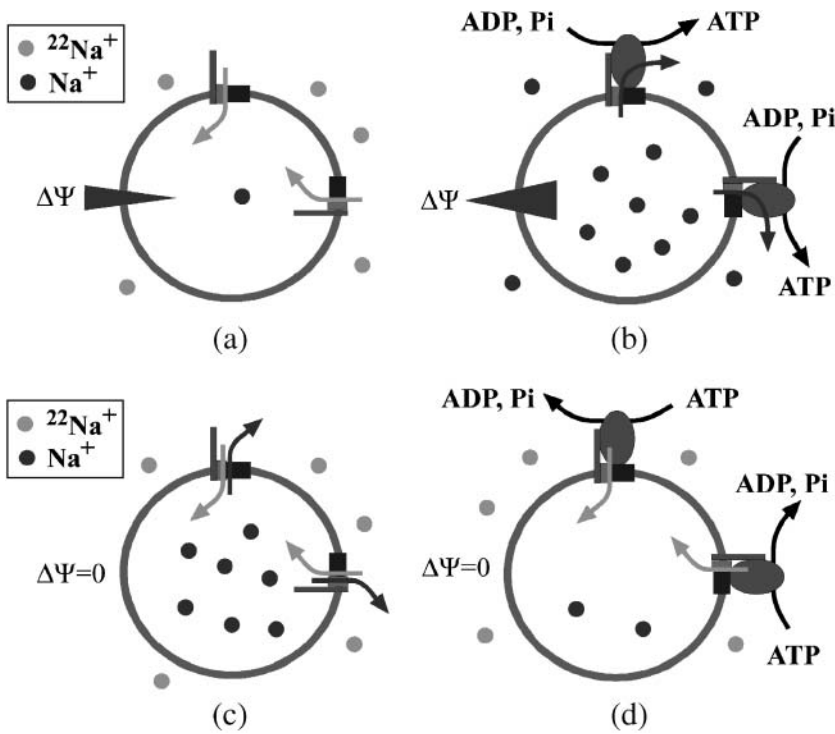 ²²Na⁺
Na⁺
ΔΨ
(a)
ADP, Pi ATP
ADP, Pi
ΔΨ
ATP
(b)
²²Na⁺
Na⁺
ΔΨ=0
(c)
ADP, Pi ATP
ADP, Pi
ΔΨ=0
ATP
(d)